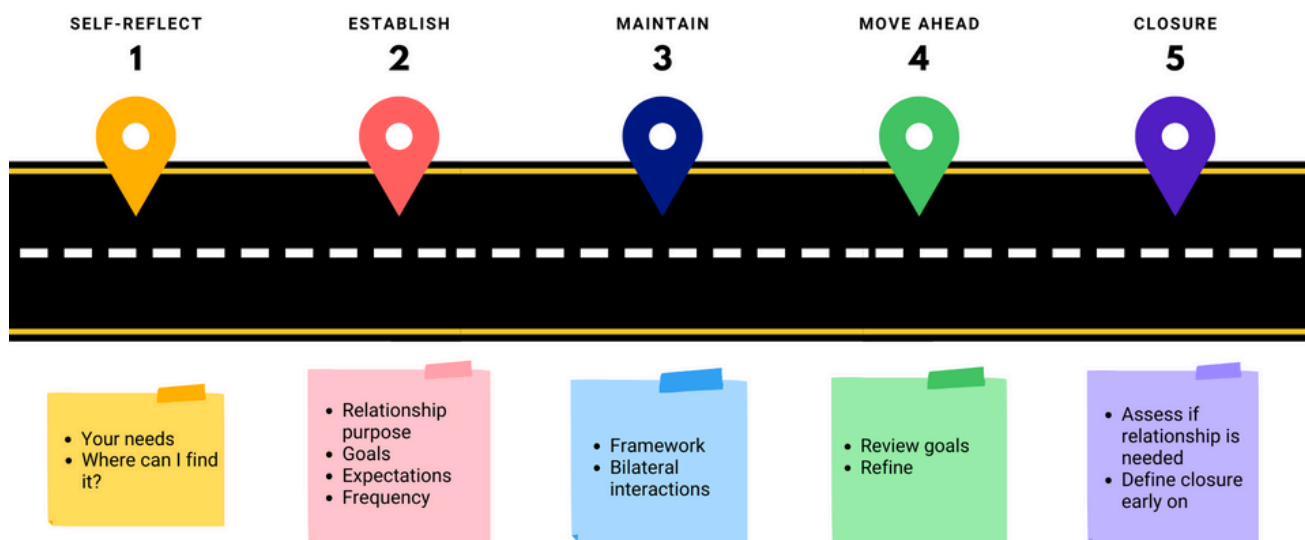 SELF-REFLECT
1
ESTABLISH
2
MAINTAIN
3
MOVE AHEAD
4
CLOSURE
5
• Your needs
• Where can I find
it?
• Relationship
purpose
• Goals
• Expectations
• Frequency
• Framework
• Bilateral
interactions
• Review goals
• Refine
• Assess if
relationship is
needed
• Define closure
early on